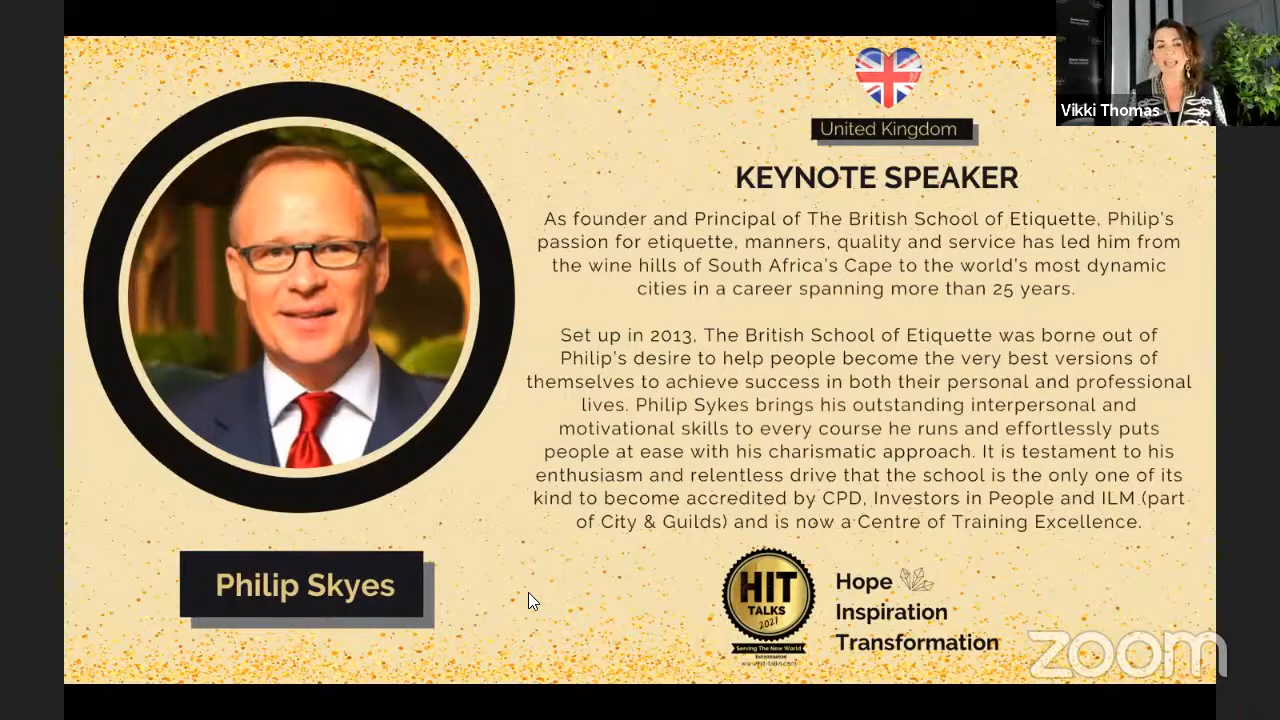 Vikki Thomas
United Kingdom
KEYNOTE SPEAKER
As founder and Principal of The British School of Etiquette, Philip's
passion for etiquette, manners, quality and service has led him from
the wine hills of South Africa's Cape to the world's most dynamic
cities in a career spanning more than 25 years.
Set up in 2013, The British School of Etiquette was borne out of
Philip's desire to help people become the very best versions of
themselves to achieve success in both their personal and professional
lives. Philip Sykes brings his outstanding interpersonal and
motivational skills to every course he runs and effortlessly puts
people at ease with his charismatic approach. It is testament to his
enthusiasm and relentless drive that the school is the only one of its
kind to become accredited by CPD, Investors in People and ILM (part
of City & Guilds) and is now a Centre of Training Excellence.
Philip Skyes
HIT
TALKS
2021
Serving The New World
www.hit-talks.com
Hope
Inspiration
Transformation
zoom